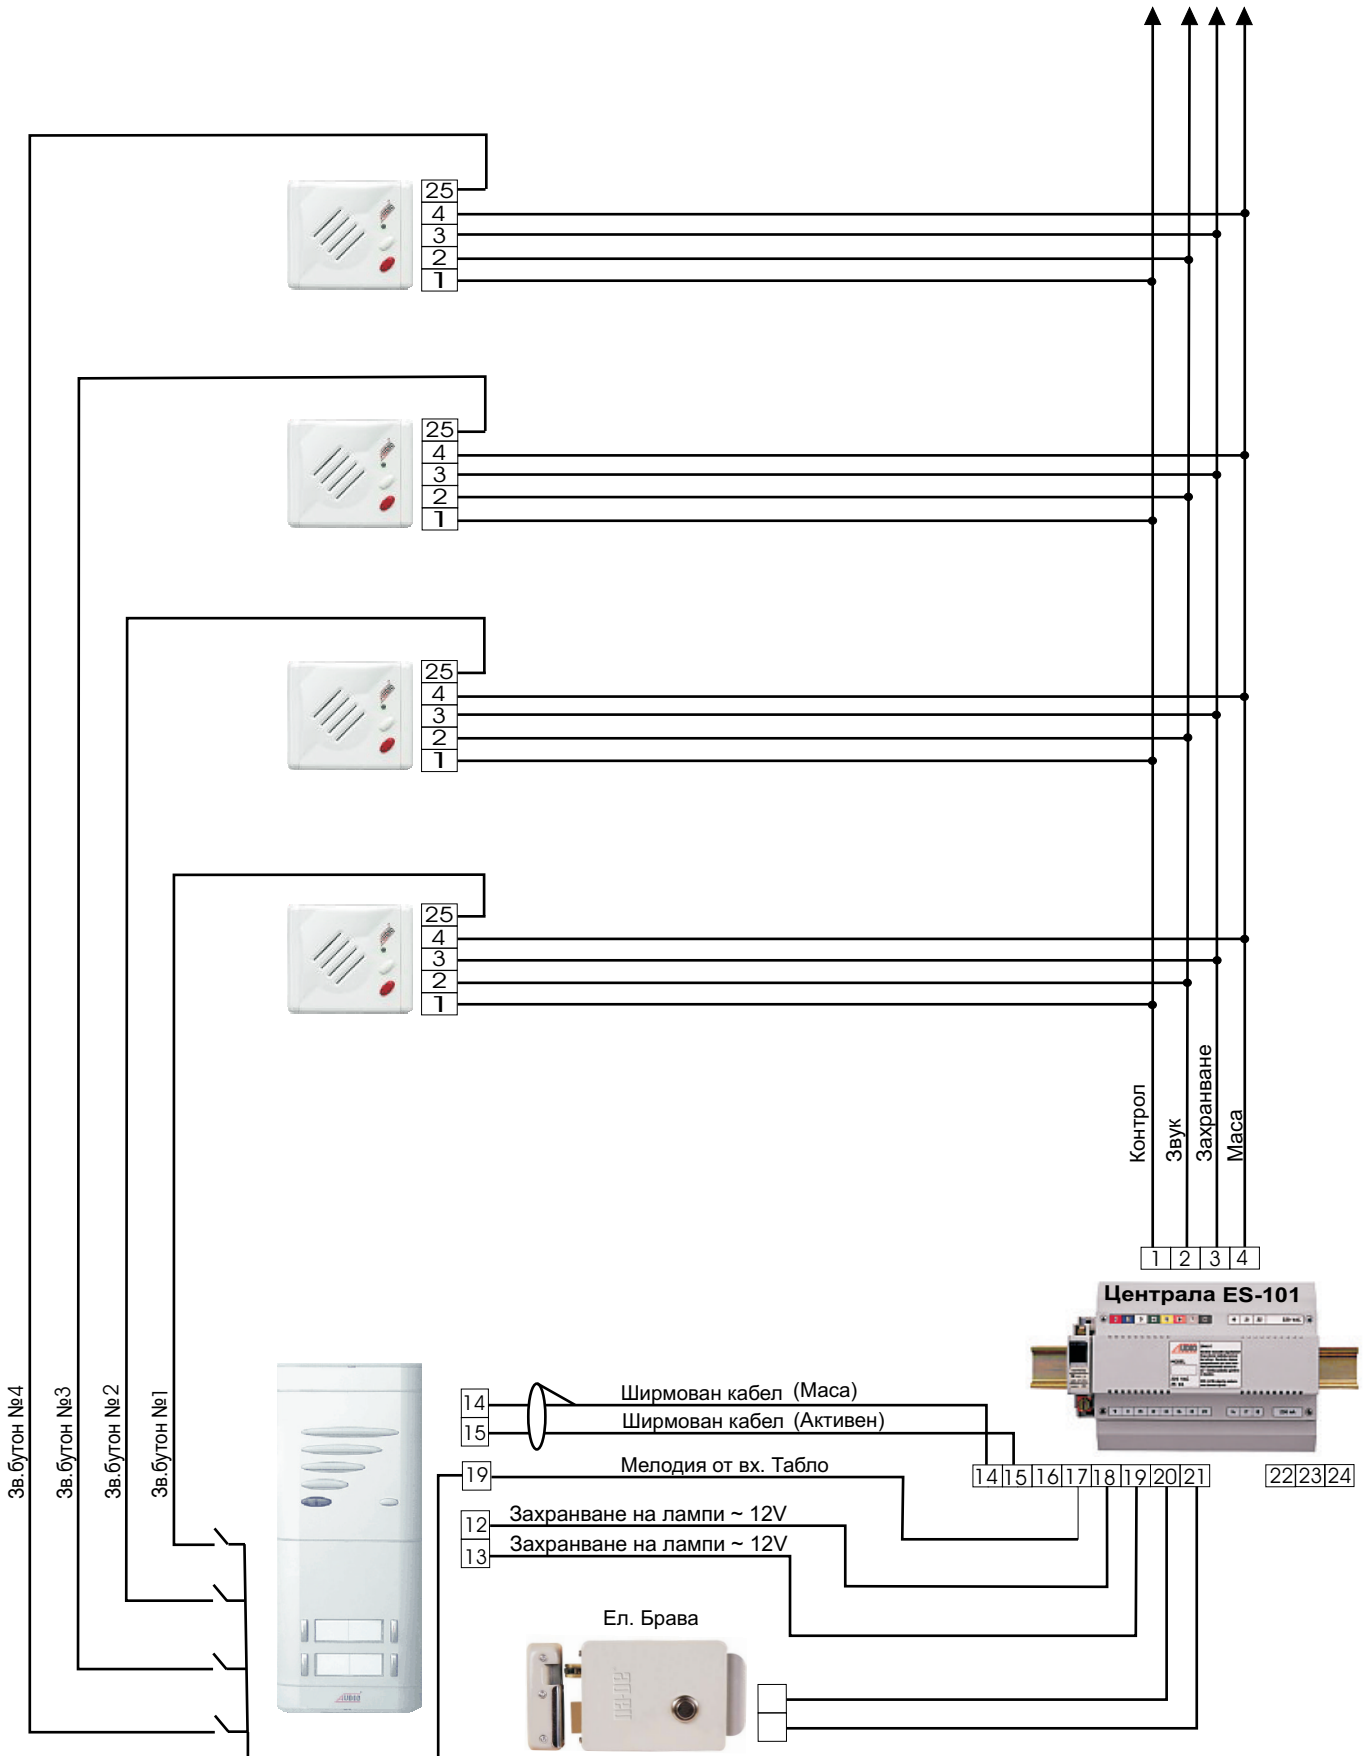 25
4
3
2
1
25
4
3
2
1
25
4
3
2
1
25
4
3
2
1
Контрол
Звук
Захранване
Маса
1 2 3 4
Централа ES-101
AUDIO
Зв.бутон №4
Зв.бутон №3
Зв.бутон №2
Зв.бутон №1
14 Ширмован кабел (Маса)
15 Ширмован кабел (Активен)
19 Мелодия от вх. Табло
14 15 16 17 18 19 20 21
22 23 24
12 Захранване на лампи ~ 12V
13 Захранване на лампи ~ 12V
Ел. Брава
AUDIO